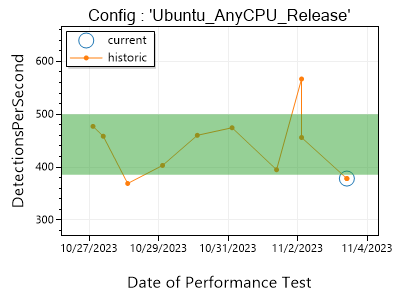 Config : 'Ubuntu_AnyCPU_Release'
current
historic
DetectionsPerSecond
600
500
400
300
10/27/2023
10/29/2023
10/31/2023
11/2/2023
11/4/2023
Date of Performance Test